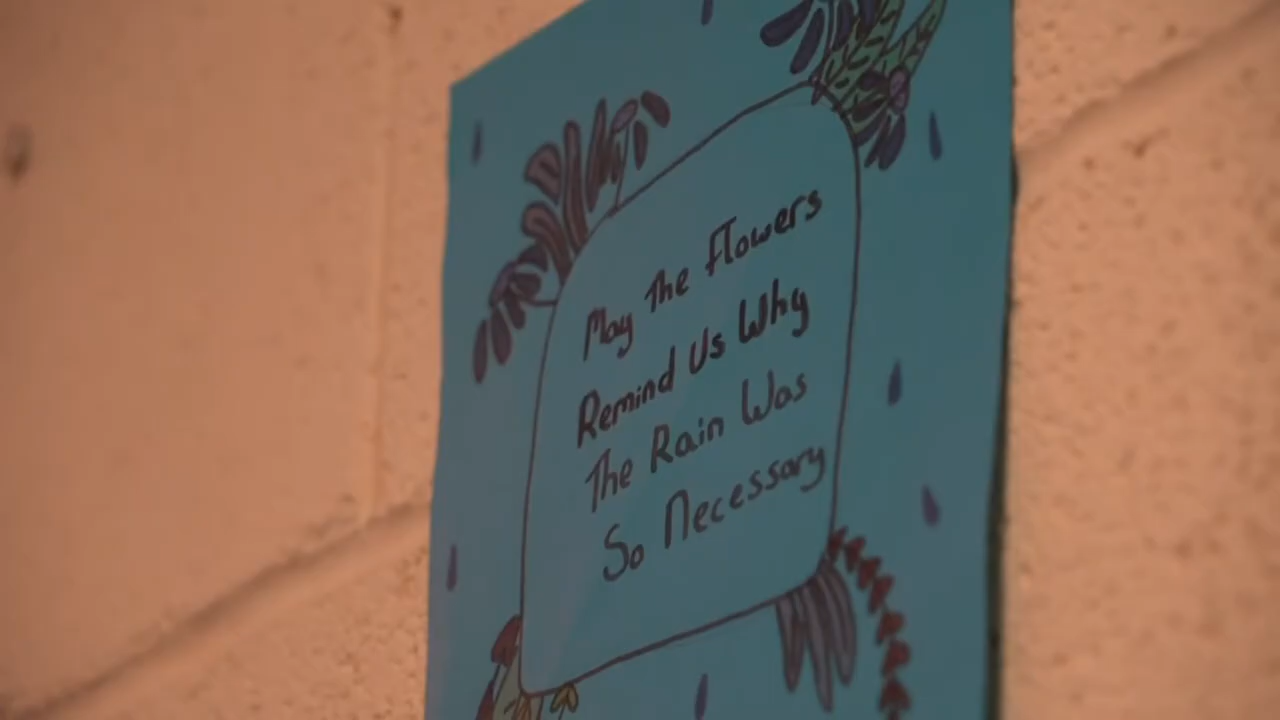 May The Flowers
Remind Us Why
The Rain Was
So Necessary